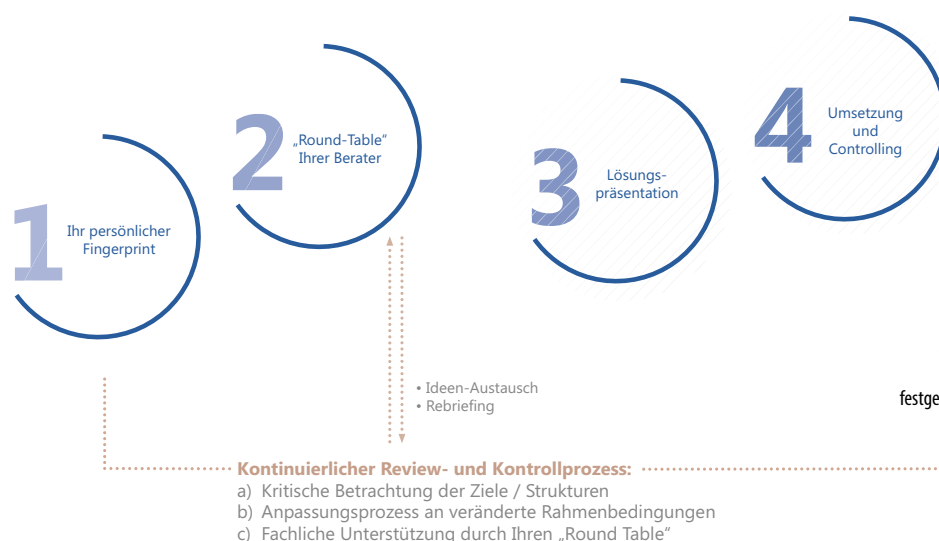 1
Ihr persönlicher
Fingerprint
2
„Round-Table“
Ihrer Berater
3
Lösungs-
präsentation
4
Umsetzung
und
Controlling
• Ideen-Austausch
• Rebriefing
festge
Kontinuierlicher Review- und Kontrollprozess:
a) Kritische Betrachtung der Ziele / Strukturen
b) Anpassungsprozess an veränderte Rahmenbedingungen
c) Fachliche Unterstützung durch Ihren „Round Table“